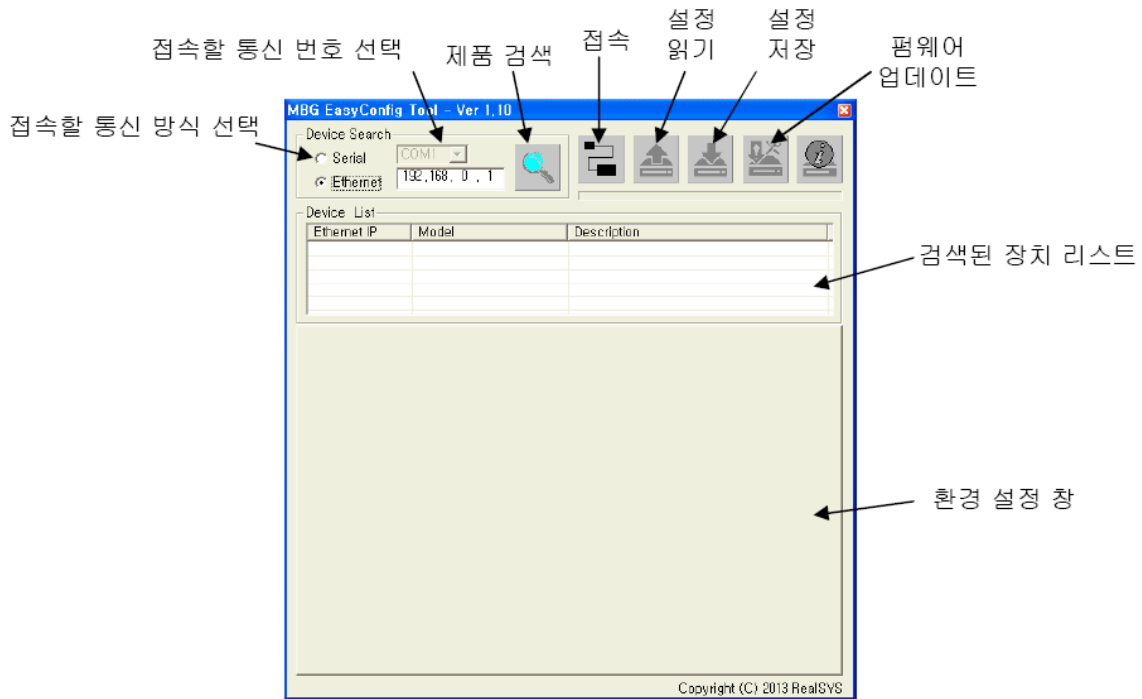 설정
읽기
설정
저장
접속할 통신 번호 선택
제품 검색
접속
펌웨어
업데이트
접속할 통신 방식 선택
MBG EasyConfig Tool - Ver 1.10
Device Search
Serial
COM1
Ethernet
192.168. 0 . 1
Device List
Ethernet IP
Model
Description
검색된 장치 리스트
환경 설정 창
Copyright (C) 2013 RealSYS